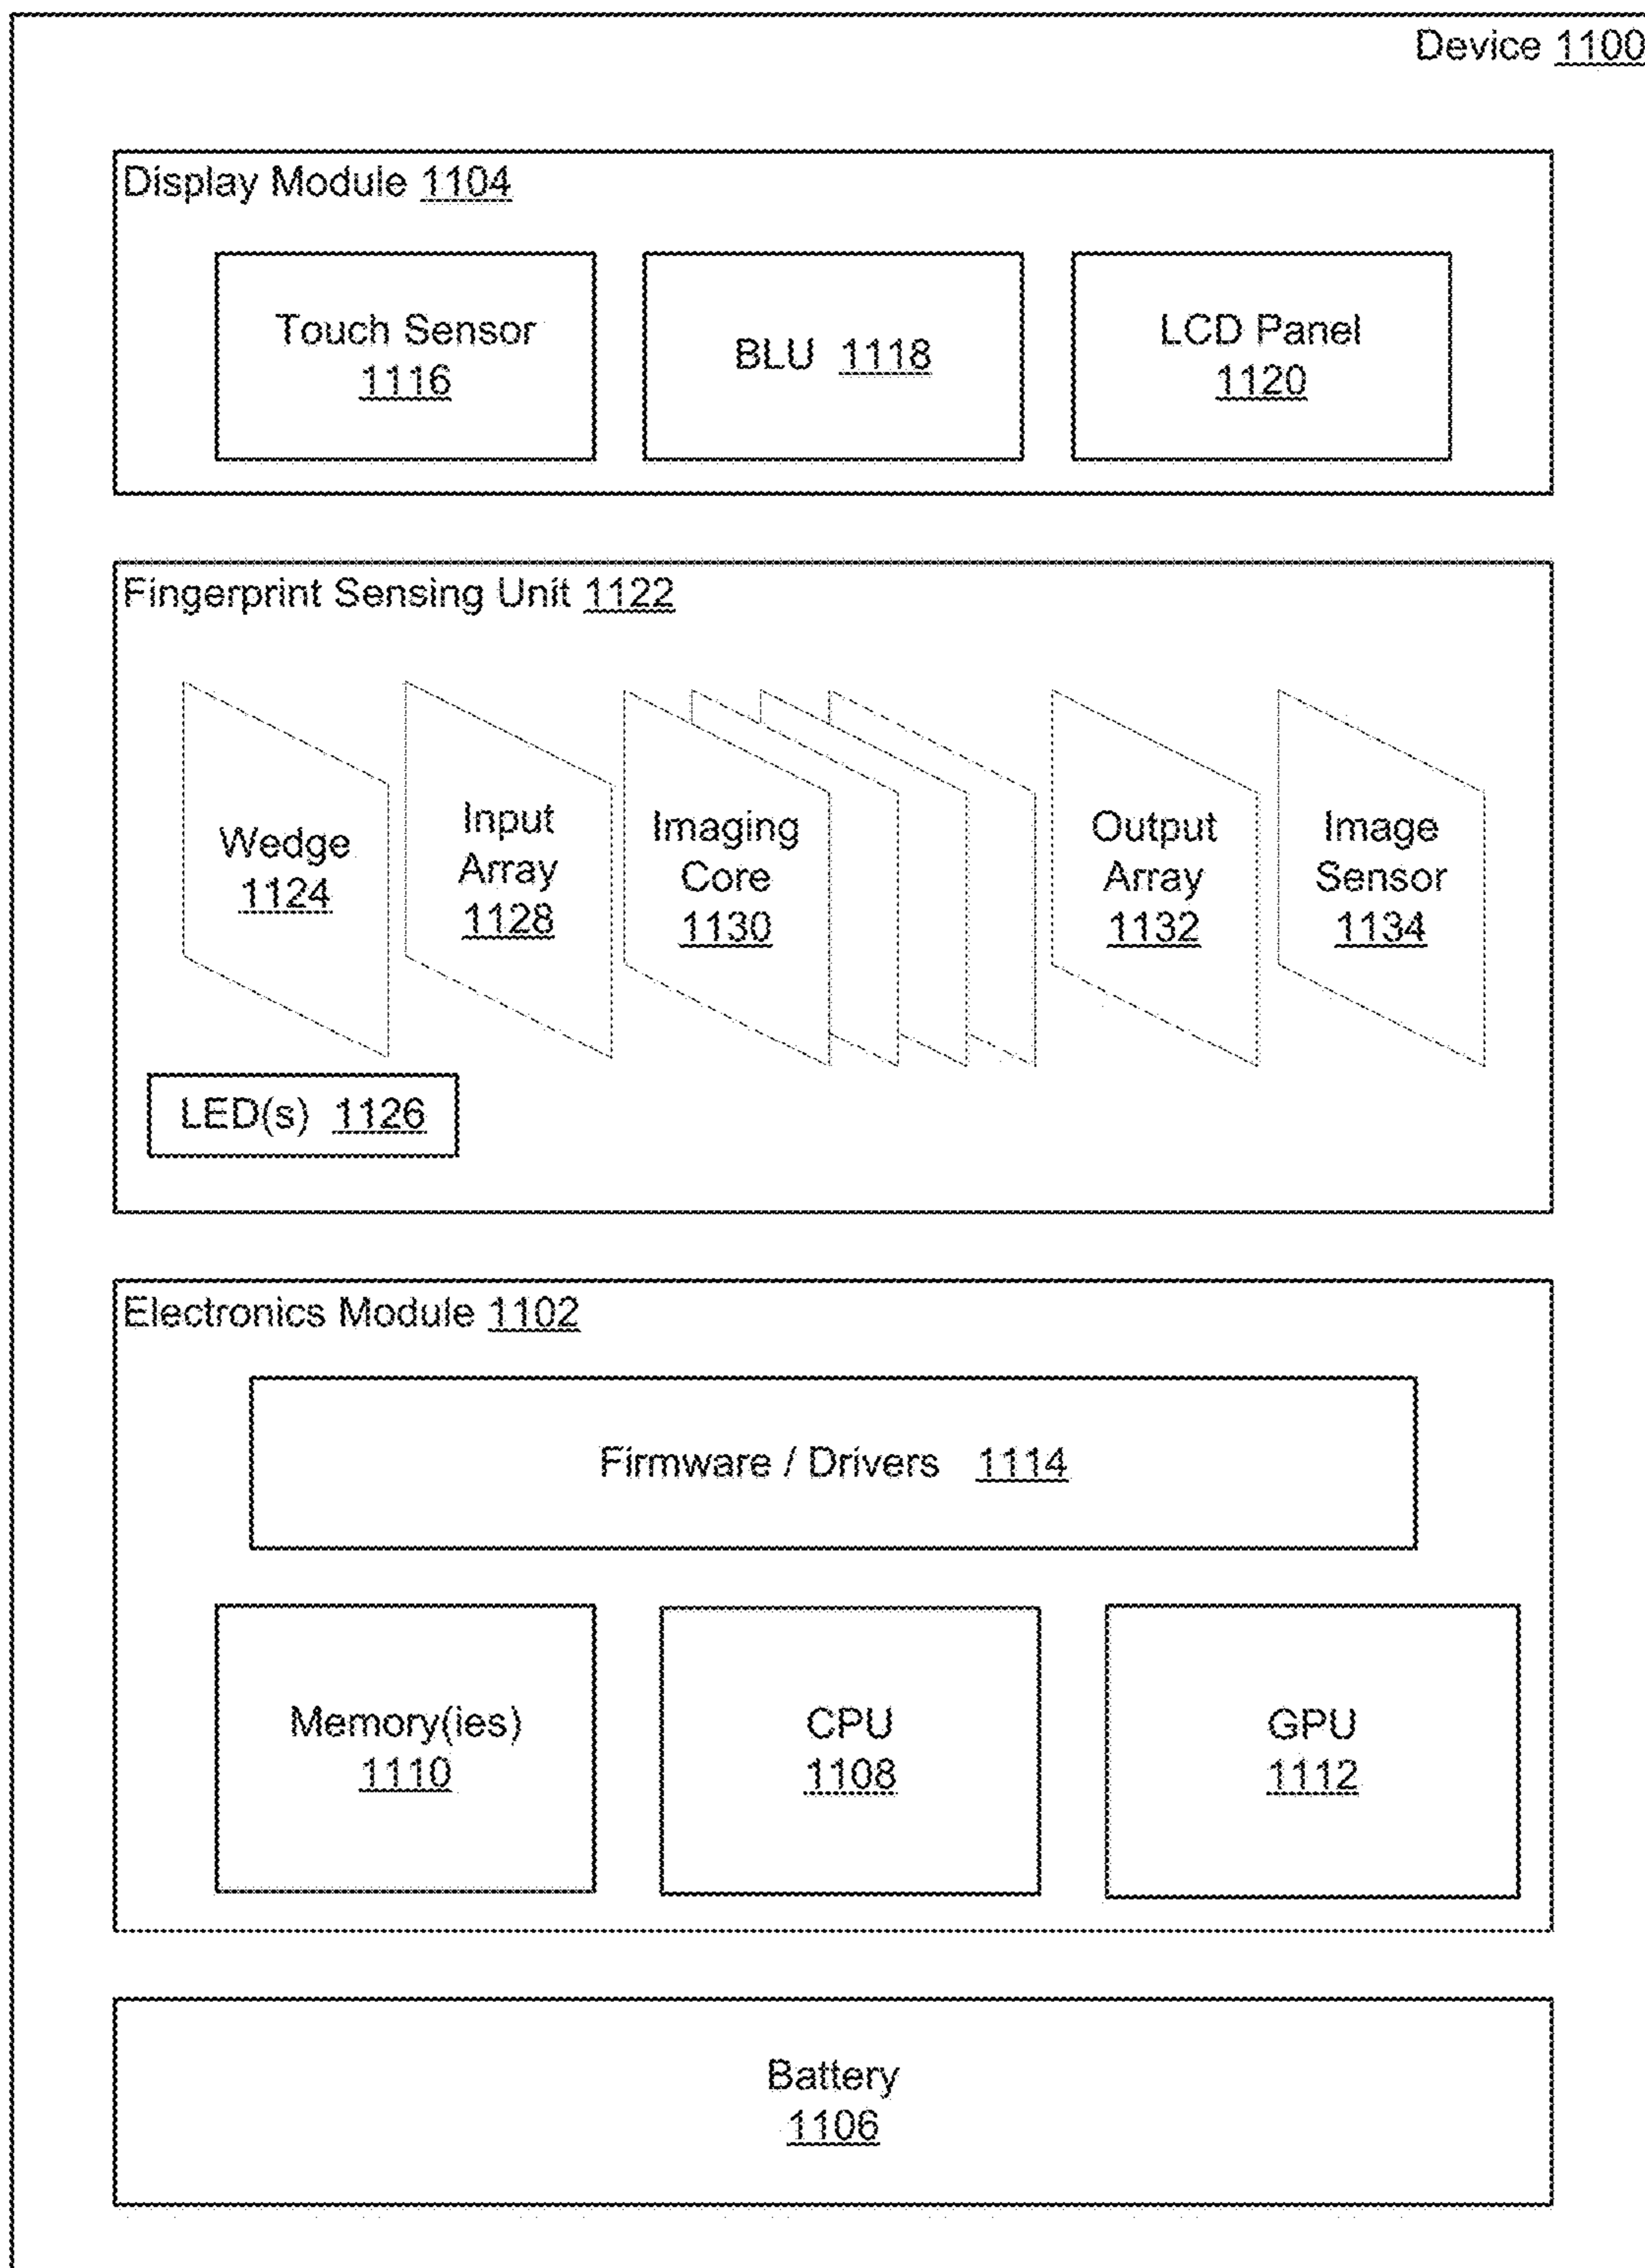 Device 1100
Display Module 1104
Touch Sensor
1116
BLU 1118
LCD Panel
1120
Fingerprint Sensing Unit 1122
Wedge
1124
Input
Array
1128
Imaging
Core
1130
Output
Array
1132
Image
Sensor
1134
LED(s) 1126
Electronics Module 1102
Firmware / Drivers 1114
Memory(ies)
1110
CPU
1108
GPU
1112
Battery
1106